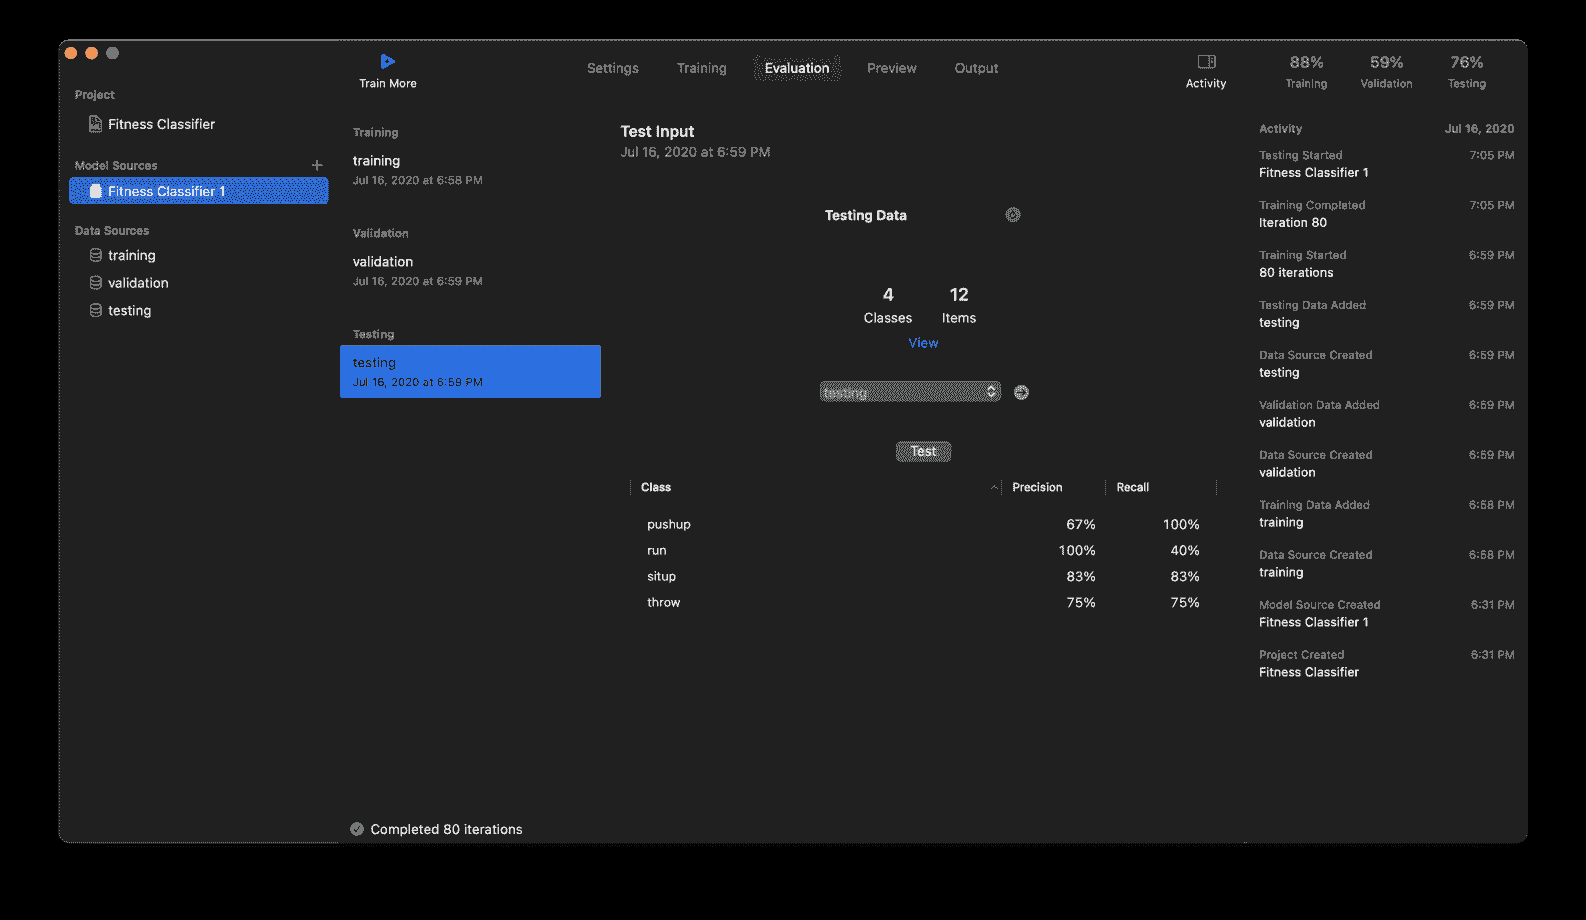 Train More
Settings
Training
Evaluation
Preview
Output
Activity
88%
Training
59%
Validation
76%
Testing
Project
Fitness Classifier
Model Sources
+
Fitness Classifier 1
Data Sources
training
validation
testing
Training
training
Jul 16, 2020 at 6:58 PM
Validation
validation
Jul 16, 2020 at 6:59 PM
Testing
testing
Jul 16, 2020 at 6:59 PM
Completed 80 iterations
Test Input
Jul 16, 2020 at 6:59 PM
Testing Data
4 12
Classes Items
View
testing
Test
Class Precision Recall
pushup 67% 100%
run 100% 40%
situp 83% 83%
throw 75% 75%
Activity Jul 16, 2020
Testing Started 7:05 PM
Fitness Classifier 1
Training Completed 7:05 PM
Iteration 80
Training Started 6:59 PM
80 iterations
Testing Data Added 6:59 PM
testing
Data Source Created 6:59 PM
testing
Validation Data Added 6:59 PM
validation
Data Source Created 6:59 PM
validation
Training Data Added 6:58 PM
training
Data Source Created 6:58 PM
training
Model Source Created 6:31 PM
Fitness Classifier 1
Project Created 6:31 PM
Fitness Classifier